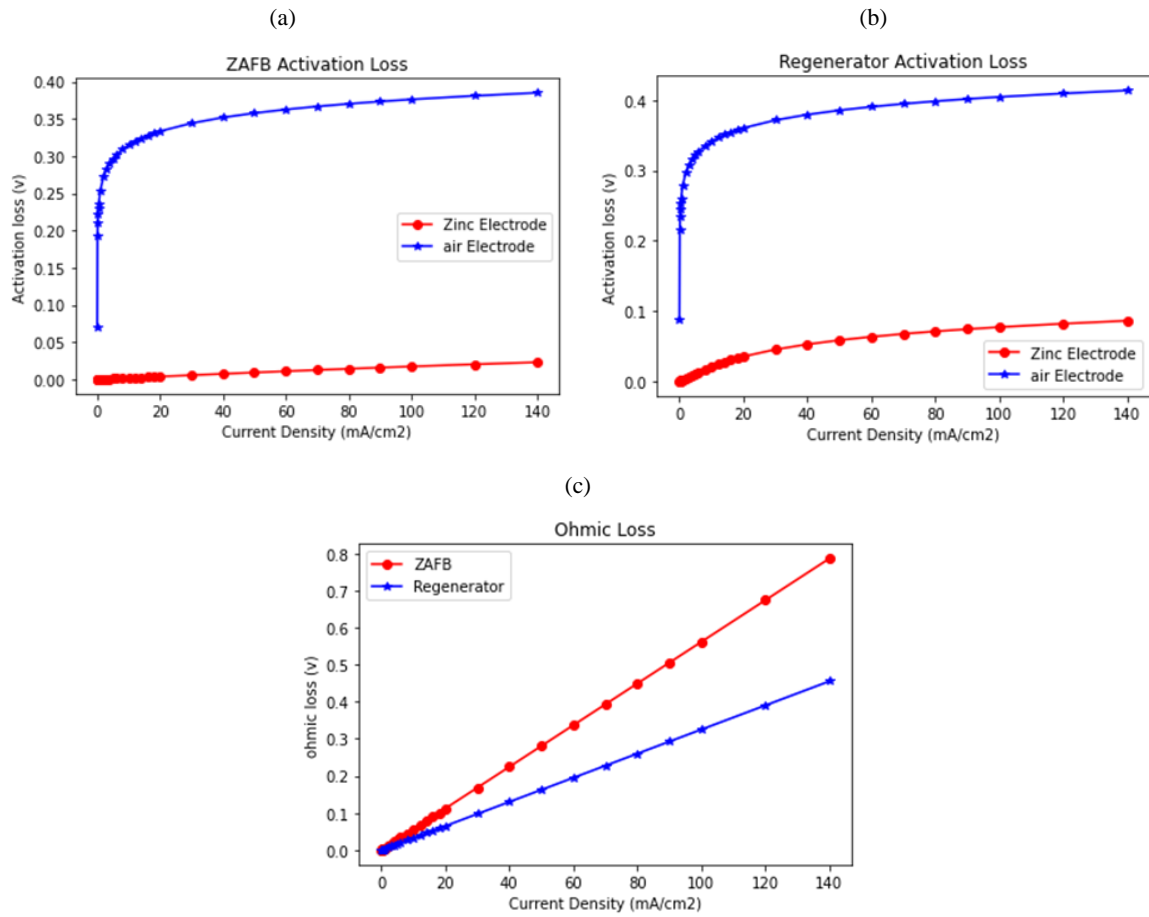 (a)
ZAFB Activation Loss
Activation loss (v)
0.40
0.35
0.30
0.25
0.20
0.15
0.10
0.05
0.00
Zinc Electrode
air Electrode
0 20 40 60 80 100 120 140
Current Density (mA/cm2)
(b)
Regenerator Activation Loss
Activation loss (v)
0.4
0.3
0.2
0.1
0.0
Zinc Electrode
air Electrode
0 20 40 60 80 100 120 140
Current Density (mA/cm2)
(c)
Ohmic Loss
ohmic loss (v)
0.8
0.7
0.6
0.5
0.4
0.3
0.2
0.1
0.0
ZAFB
Regenerator
0 20 40 60 80 100 120 140
Current Density (mA/cm2)